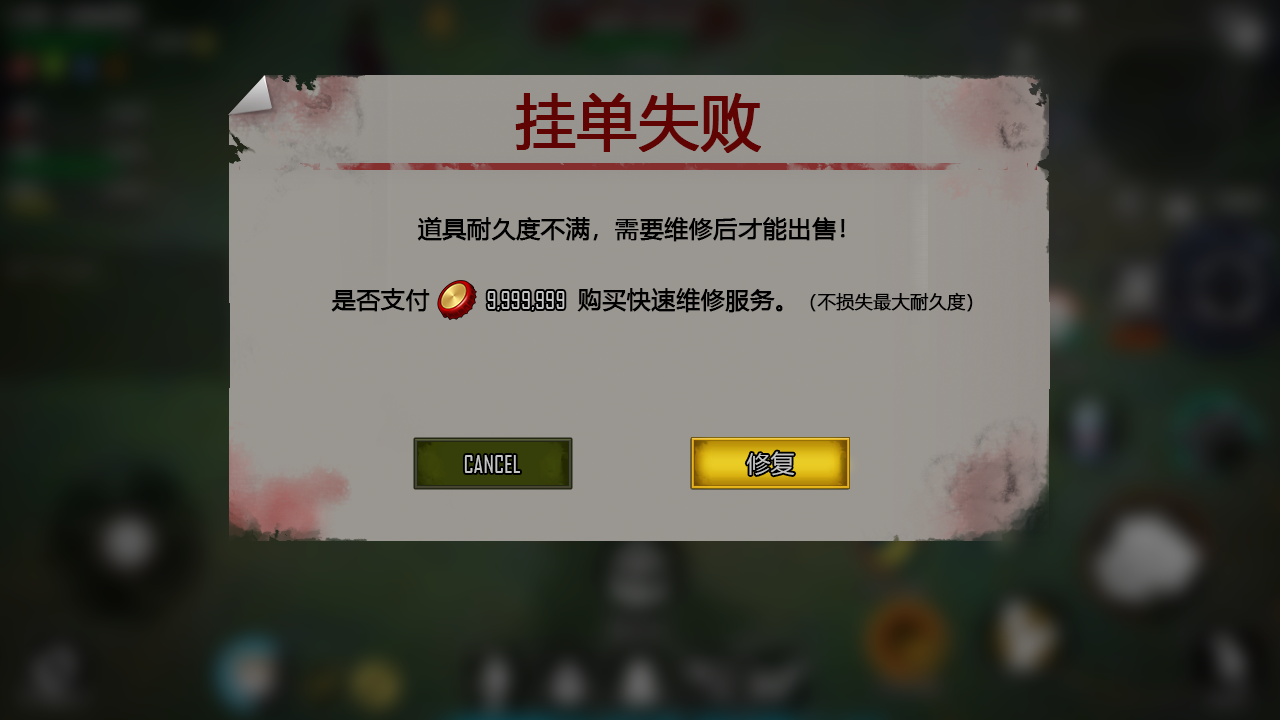 挂单失败
道具耐久度不满，需要维修后才能出售！
是否支付 9,999,999 购买快速维修服务。（不损失最大耐久度）
CANCEL 修复